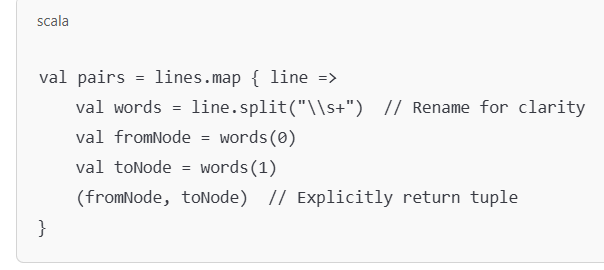 scala
val pairs = lines.map { line =>
    val words = line.split("\\s+")  // Rename for clarity
    val fromNode = words(0)
    val toNode = words(1)
    (fromNode, toNode)  // Explicitly return tuple
}